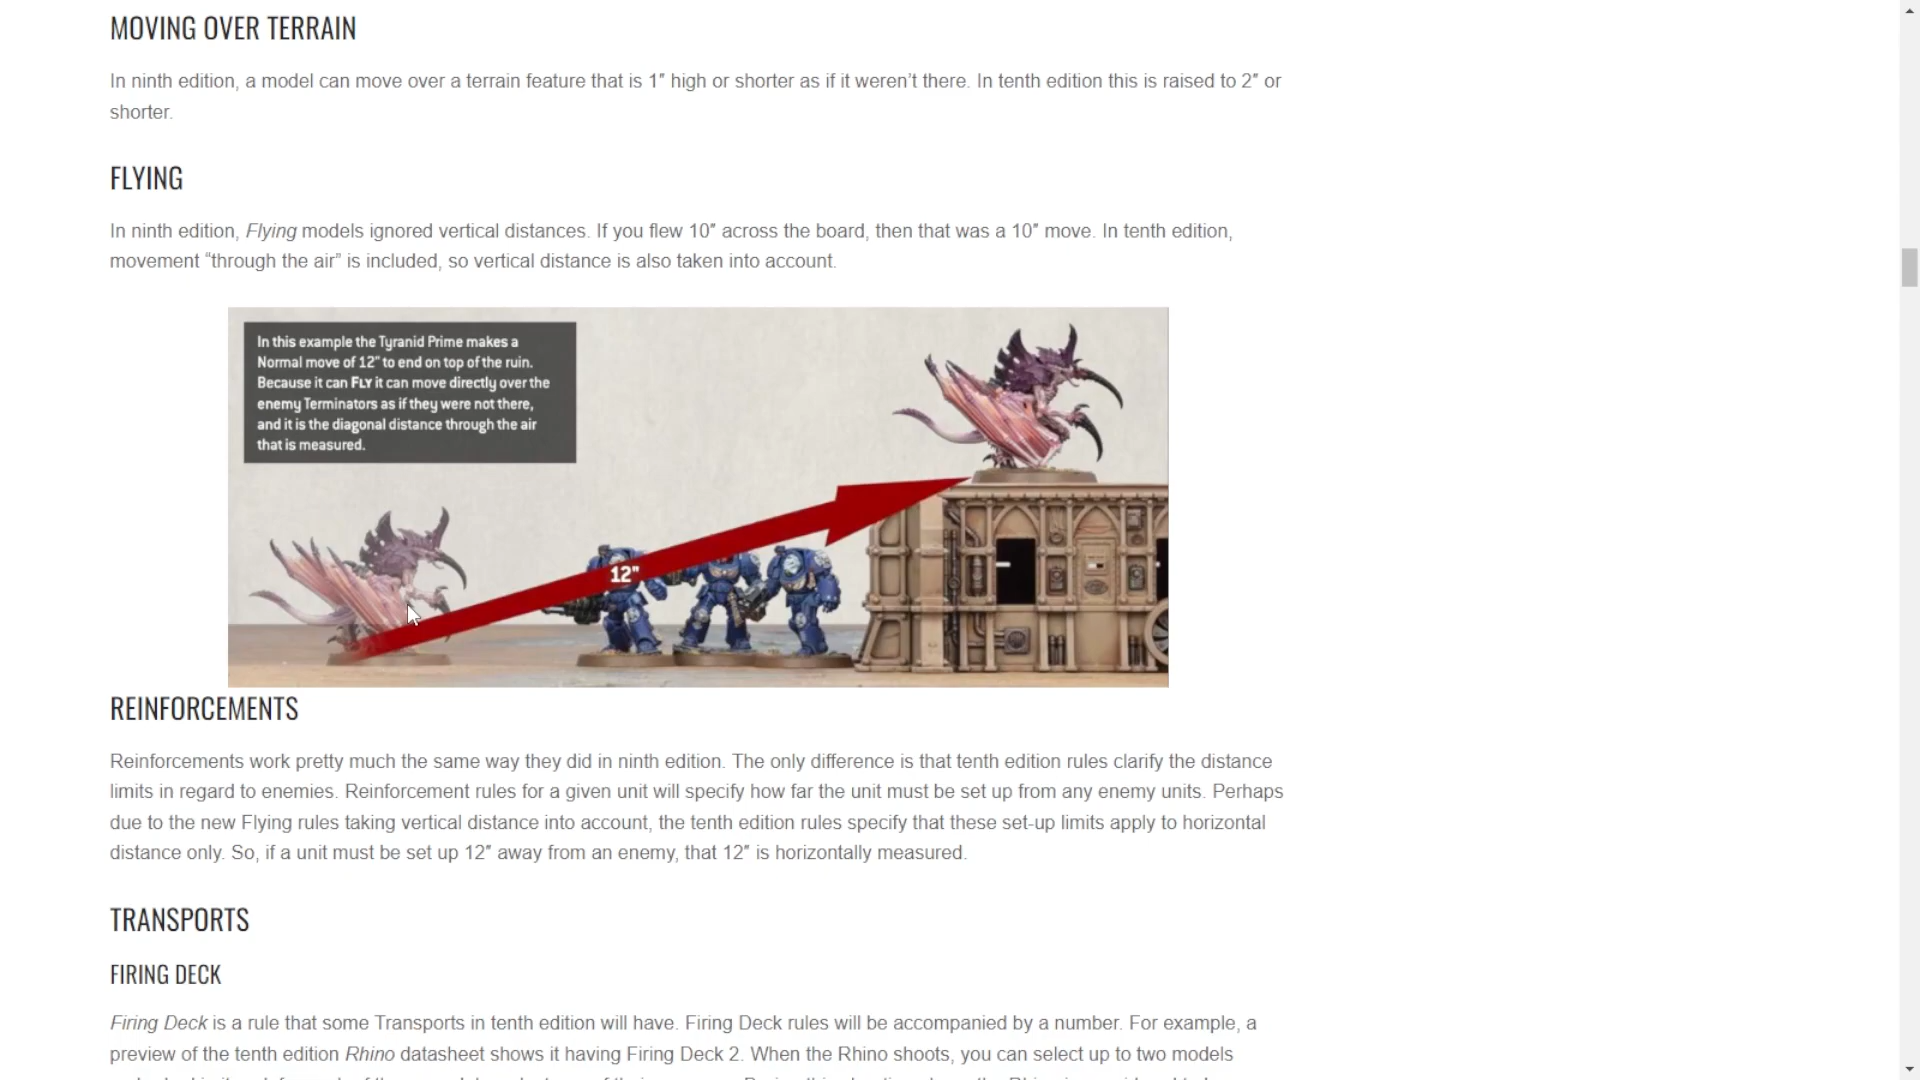 MOVING OVER TERRAIN
In ninth edition, a model can move over a terrain feature that is 1″ high or shorter as if it weren’t there. In tenth edition this is raised to 2″ or
shorter.
FLYING
In ninth edition, Flying models ignored vertical distances. If you flew 10″ across the board, then that was a 10″ move. In tenth edition,
movement “through the air” is included, so vertical distance is also taken into account.
In this example the Tyranid Prime makes a
Normal move of 12" to end on top of the ruin.
Because it can FLY it can move directly over the
enemy Terminators as if they were not there,
and it is the diagonal distance through the air
that is measured.
12"
REINFORCEMENTS
Reinforcements work pretty much the same way they did in ninth edition. The only difference is that tenth edition rules clarify the distance
limits in regard to enemies. Reinforcement rules for a given unit will specify how far the unit must be set up from any enemy units. Perhaps
due to the new Flying rules taking vertical distance into account, the tenth edition rules specify that these set-up limits apply to horizontal
distance only. So, if a unit must be set up 12″ away from an enemy, that 12″ is horizontally measured.
TRANSPORTS
FIRING DECK
Firing Deck is a rule that some Transports in tenth edition will have. Firing Deck rules will be accompanied by a number. For example, a
preview of the tenth edition Rhino datasheet shows it having Firing Deck 2. When the Rhino shoots, you can select up to two models